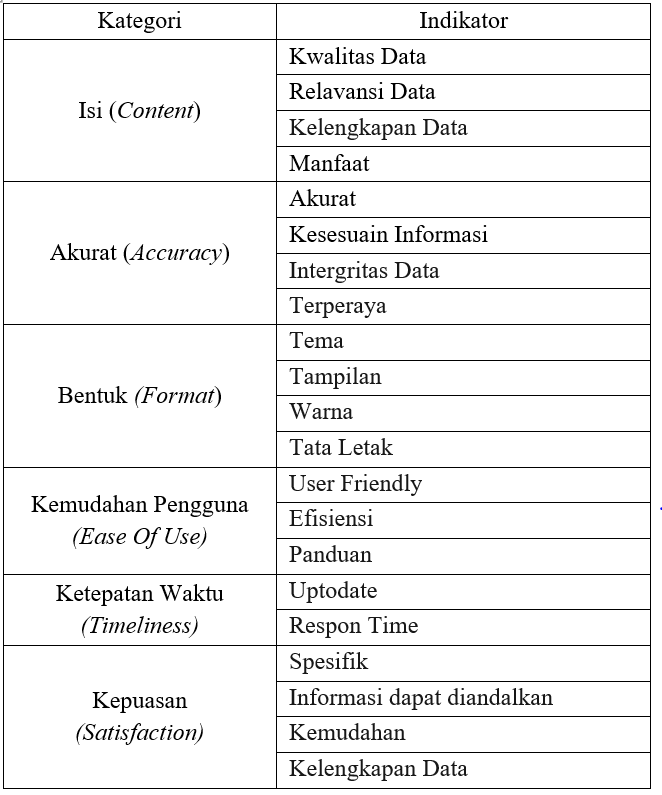 Kategori Indikator
Isi (Content)
Kwalitas Data
Relavansi Data
Kelengkapan Data
Manfaat
Akurat (Accuracy)
Akurat
Kesesuain Informasi
Intergritas Data
Terperaya
Bentuk (Format)
Tema
Tampilan
Warna
Tata Letak
Kemudahan Pengguna
(Ease Of Use)
User Friendly
Efisiensi
Panduan
Ketepatan Waktu
(Timeliness)
Uptodate
Respon Time
Kepuasan
(Satisfaction)
Spesifik
Informasi dapat diandalkan
Kemudahan
Kelengkapan Data